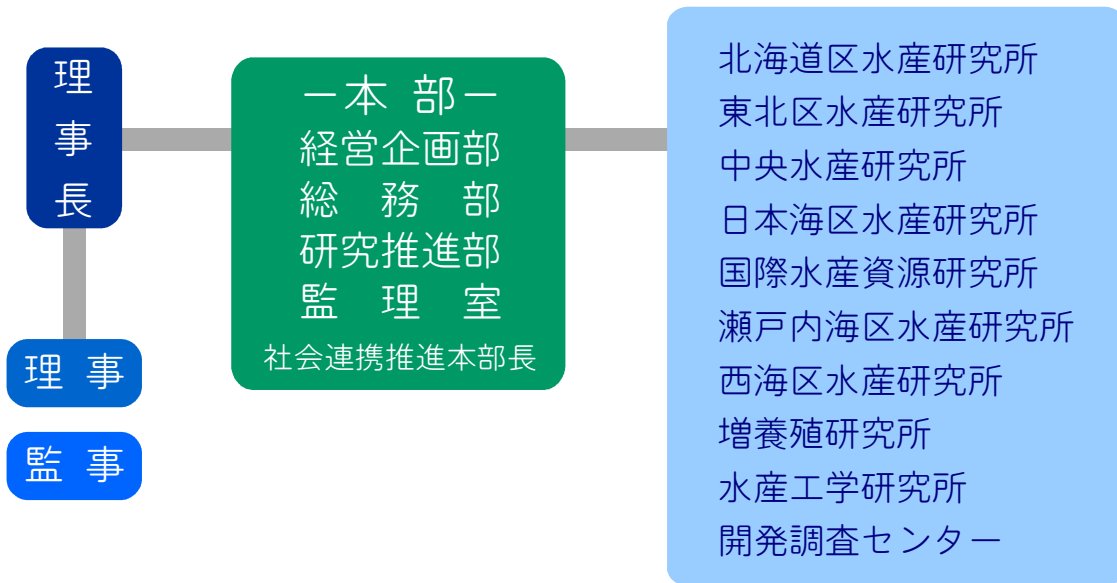 理事長
理 事
監 事
－本 部－
経営企画部
総 務 部
研究推進部
監 理 室
社会連携推進本部長
北海道区水産研究所
東北区水産研究所
中央水産研究所
日本海区水産研究所
国際水産資源研究所
瀬戸内海区水産研究所
西海区水産研究所
増養殖研究所
水産工学研究所
開発調査センター